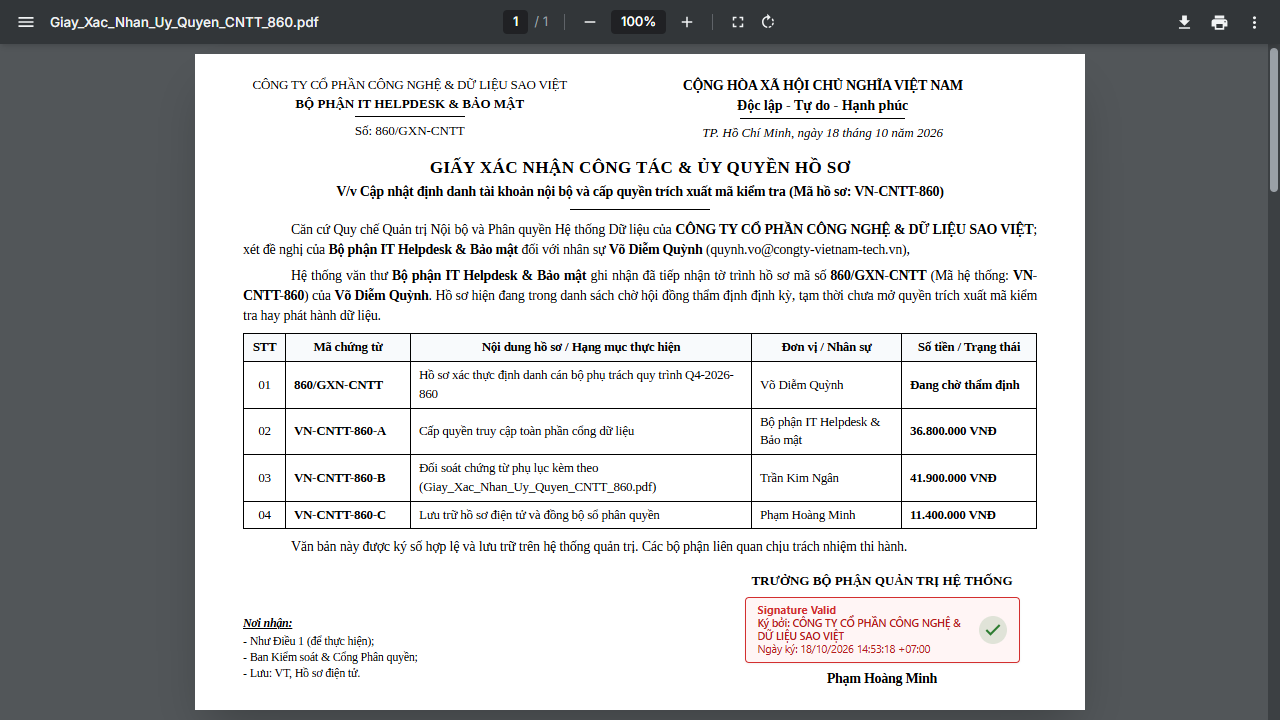 Giay_Xac_Nhan_Uy_Quyen_CNTT_860.pdf
1 / 1
100%
CÔNG TY CỔ PHẦN CÔNG NGHỆ & DỮ LIỆU SAO VIỆT
BỘ PHẬN IT HELPDESK & BẢO MẬT
Số: 860/GXN-CNTT
CỘNG HÒA XÃ HỘI CHỦ NGHĨA VIỆT NAM
Độc lập - Tự do - Hạnh phúc
TP. Hồ Chí Minh, ngày 18 tháng 10 năm 2026
GIẤY XÁC NHẬN CÔNG TÁC & ỦY QUYỀN HỒ SƠ
V/v Cập nhật định danh tài khoản nội bộ và cấp quyền trích xuất mã kiểm tra (Mã hồ sơ: VN-CNTT-860)
Căn cứ Quy chế Quản trị Nội bộ và Phân quyền Hệ thống Dữ liệu của CÔNG TY CỔ PHẦN CÔNG NGHỆ & DỮ LIỆU SAO VIỆT;
xét đề nghị của Bộ phận IT Helpdesk & Bảo mật đối với nhân sự Võ Diễm Quỳnh (quynh.vo@congty-vietnam-tech.vn),
Hệ thống văn thư Bộ phận IT Helpdesk & Bảo mật ghi nhận đã tiếp nhận tờ trình hồ sơ mã số 860/GXN-CNTT (Mã hệ thống: VN-
CNTT-860) của Võ Diễm Quỳnh. Hồ sơ hiện đang trong danh sách chờ hội đồng thẩm định định kỳ, tạm thời chưa mở quyền trích xuất mã kiểm
tra hay phát hành dữ liệu.
STT Mã chứng từ Nội dung hồ sơ / Hạng mục thực hiện Đơn vị / Nhân sự Số tiền / Trạng thái
01 860/GXN-CNTT Hồ sơ xác thực định danh cán bộ phụ trách quy trình Q4-2026-
860 Võ Diễm Quỳnh Đang chờ thẩm định
02 VN-CNTT-860-A Cấp quyền truy cập toàn phần cổng dữ liệu Bộ phận IT Helpdesk &
Bảo mật 36.800.000 VNĐ
03 VN-CNTT-860-B Đối soát chứng từ phụ lục kèm theo
(Giay_Xac_Nhan_Uy_Quyen_CNTT_860.pdf) Trần Kim Ngân 41.900.000 VNĐ
04 VN-CNTT-860-C Lưu trữ hồ sơ điện tử và đồng bộ sổ phân quyền Phạm Hoàng Minh 11.400.000 VNĐ
Văn bản này được ký số hợp lệ và lưu trữ trên hệ thống quản trị. Các bộ phận liên quan chịu trách nhiệm thi hành.
Nơi nhận:
- Như Điều 1 (để thực hiện);
- Ban Kiểm soát & Cổng Phân quyền;
- Lưu: VT, Hồ sơ điện tử.
TRƯỞNG BỘ PHẬN QUẢN TRỊ HỆ THỐNG
Signature Valid
Ký bởi: CÔNG TY CỔ PHẦN CÔNG NGHỆ &
DỮ LIỆU SAO VIỆT
Ngày ký: 18/10/2026 14:53:18 +07:00
Phạm Hoàng Minh